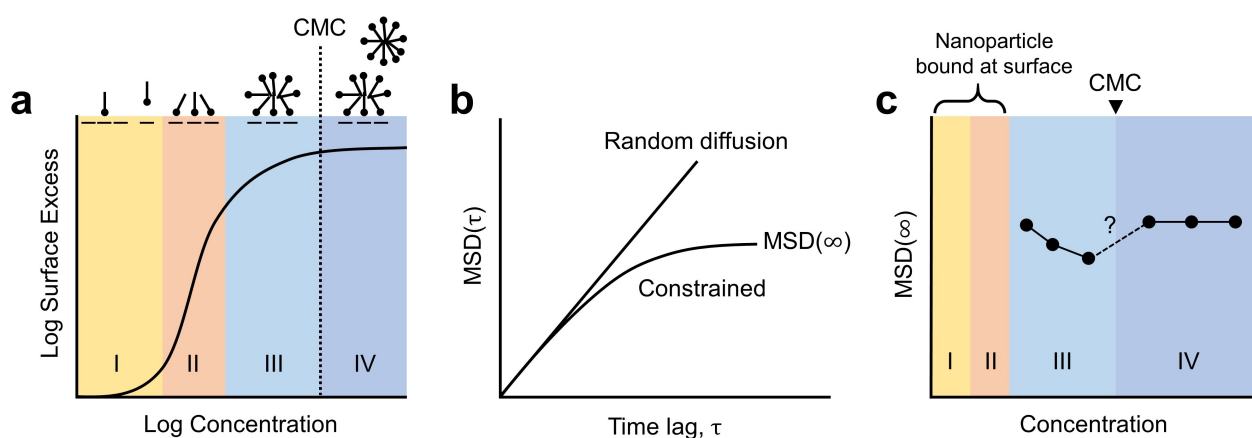 a
CMC
Log Surface Excess
I
II
III
IV
Log Concentration
b
Random diffusion
MSD(τ)
MSD(∞)
Constrained
Time lag, τ
c
Nanoparticle
bound at surface
CMC
MSD(∞)
?
I
II
III
IV
Concentration